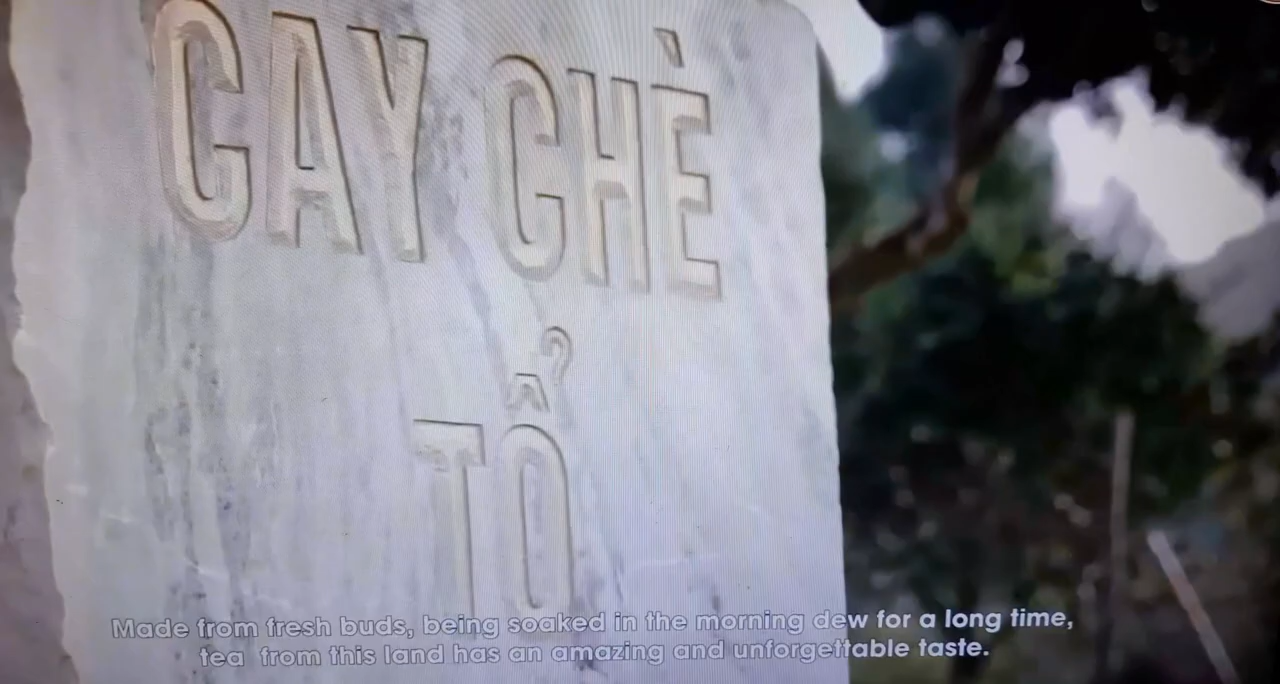 CAY CHÈ
TỔ
Made from fresh buds, being soaked in the morning dew for a long time,
tea from this land has an amazing and unforgettable taste.